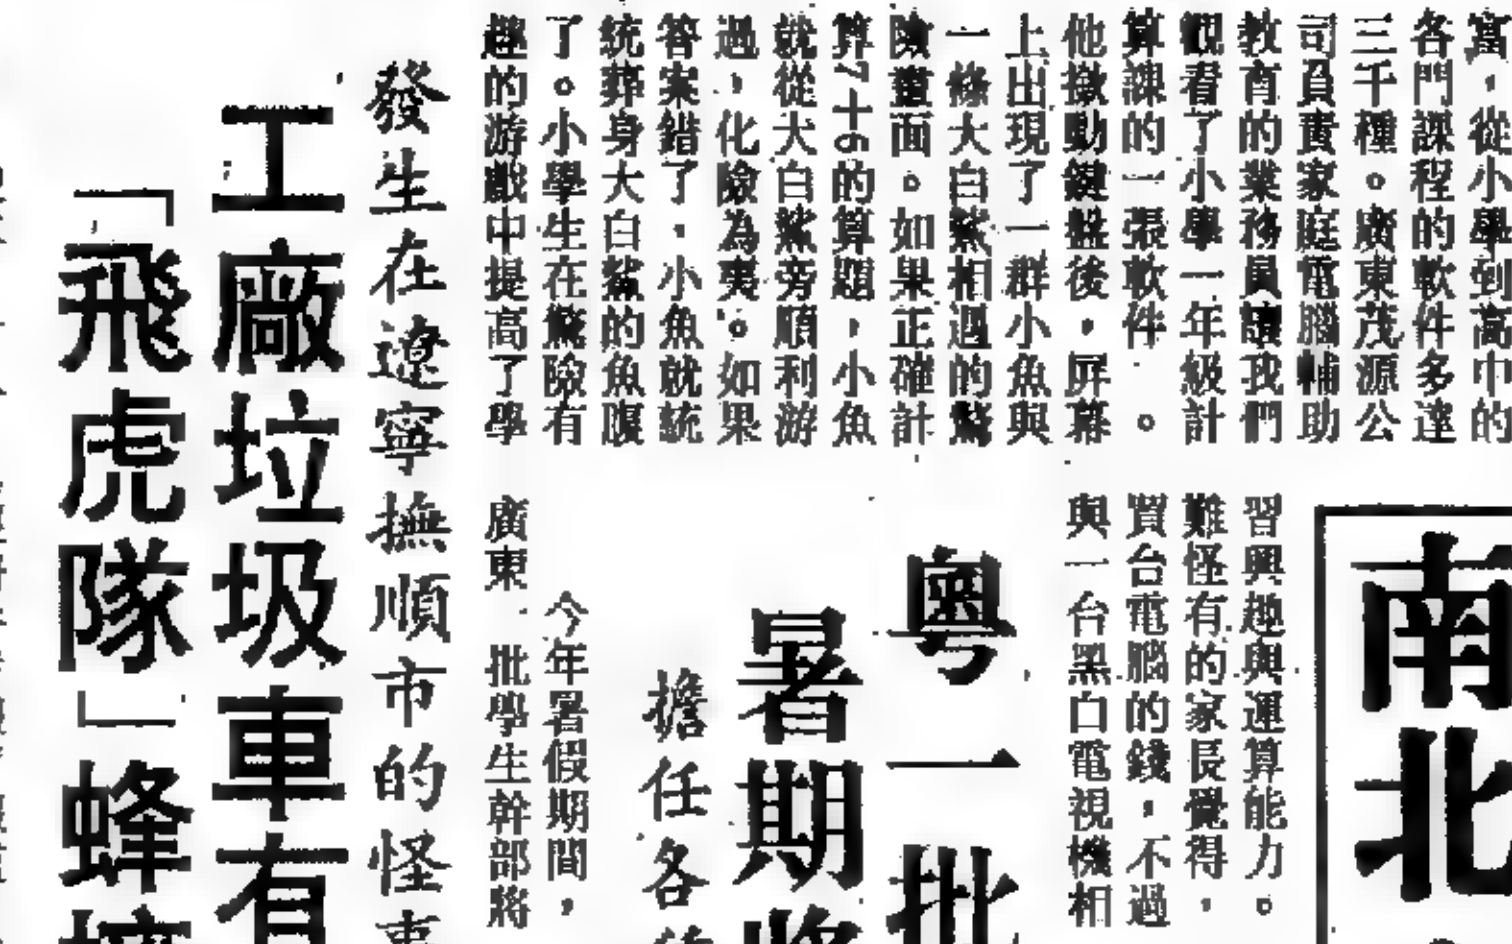 富，從小學到高中的
各門課程的軟件多達
三千種。廣東茂源公
司負責家庭電腦輔助
教育的業務員讓我們
觀看了小學一年級計
算課的一張軟件。
他撳動鍵盤後，屏幕
上出現了一群小魚與
一條大白鯊相遇的驚
險畫面。如果正確計
算7+6的算題，小魚
就從大白鯊旁順利游
過，化險為夷。如果
答案錯了，小魚就統
統葬身大白鯊的魚腹
了。小學生在驚險有
趣的游戲中提高了學
習興趣與運算能力。
難怪有的家長覺得，
買台電腦的錢，不過
與一台黑白電視機相
南北
粵一批
暑期將
擔任各
今年暑假期間，
廣東一批學生幹部將
發生在遼寧撫順市的怪事
工廠垃圾車有
「飛虎隊」蜂